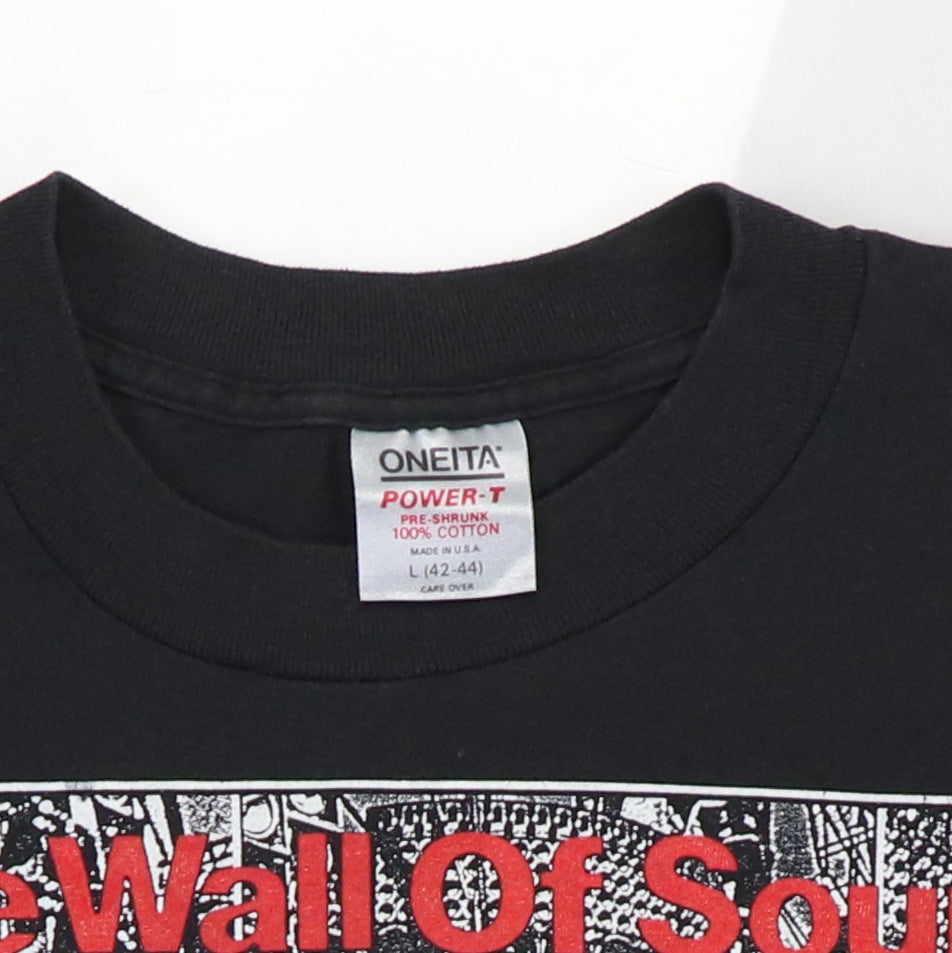 ONEITA®
POWER-T
PRE-SHRUNK
100% COTTON
MADE IN U.S.A.
L (42-44)
CARE OVER
e Wall Of Sou